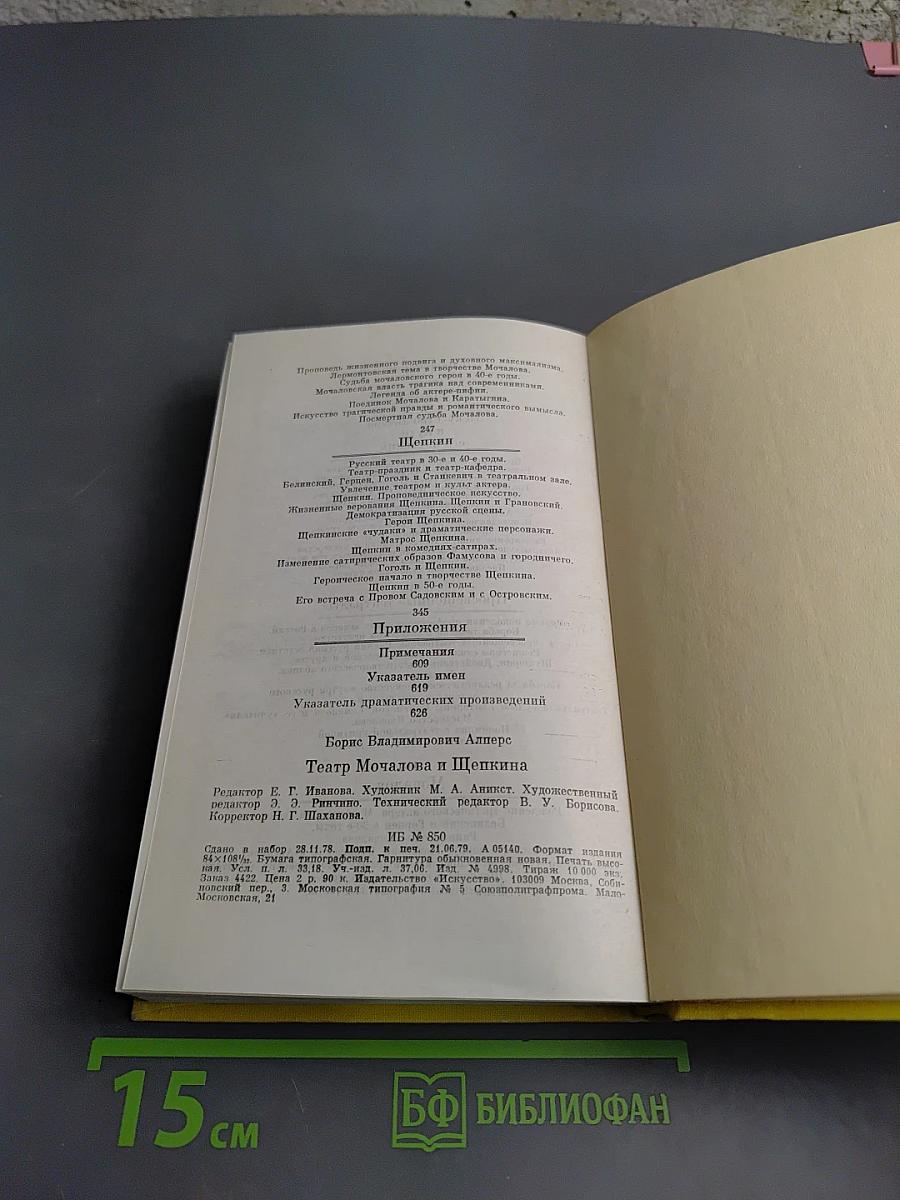 Проповедь жизненного подвига и духовного максимализма.
Лермонтовская тема в творчестве Мочалова.
Судьба мочаловского героя в 40-е годы.
Мочаловская власть трагика над современниками.
Легенда об актере-пифии.
Поединок Мочалова и Каратыгина.
Искусство трагической правды и романтического вымысла.
Посмертная судьба Мочалова.
247
Щепкин
Русский театр в 30-е и 40-е годы.
Театр-праздник и театр-кафедра.
Белинский, Герцен, Гоголь и Станкевич в театральном зале.
Увлечение театром и культ актера.
Щепкин. Проповедническое искусство.
Жизненные верования Щепкина. Щепкин и Грановский.
Демократизация русской сцены.
Герои Щепкина.
Щепкинские «чудаки» и драматические персонажи.
Матрос Щепкина.
Щепкин в комедиях-сатирах.
Изменение сатирических образов Фамусова и городничего.
Гоголь и Щепкин.
Героическое начало в творчестве Щепкина.
Щепкин в 50-е годы.
Его встреча с Провом Садовским и с Островским.
345
Приложения
Примечания
609
Указатель имен
619
Указатель драматических произведений
626
Борис Владимирович Алперс
Театр Мочалова и Щепкина
Редактор Е. Г. Иванова. Художник М. А. Аникст. Художественный
редактор Э. Э. Ринчино. Технический редактор В. У. Борисова.
Корректор Н. Г. Шаханова.
ИБ № 850
Сдано в набор 28.11.78. Подп. к печ. 21.06.79. А 05140. Формат издания
84×108 1/32. Бумага типографская. Гарнитура обыкновенная новая. Печать высо-
кая. Усл. п. л. 33,18. Уч.-изд. л. 37,06. Изд. № 4998. Тираж 10 000 экз.
Заказ 4422. Цена 2 р. 90 к. Издательство «Искусство». 103009 Москва, Соби-
новский пер., 3. Московская типография № 5 Союзполиграфпрома. Мало-
Московская, 21
15 см
БФ БИБЛИОФАН